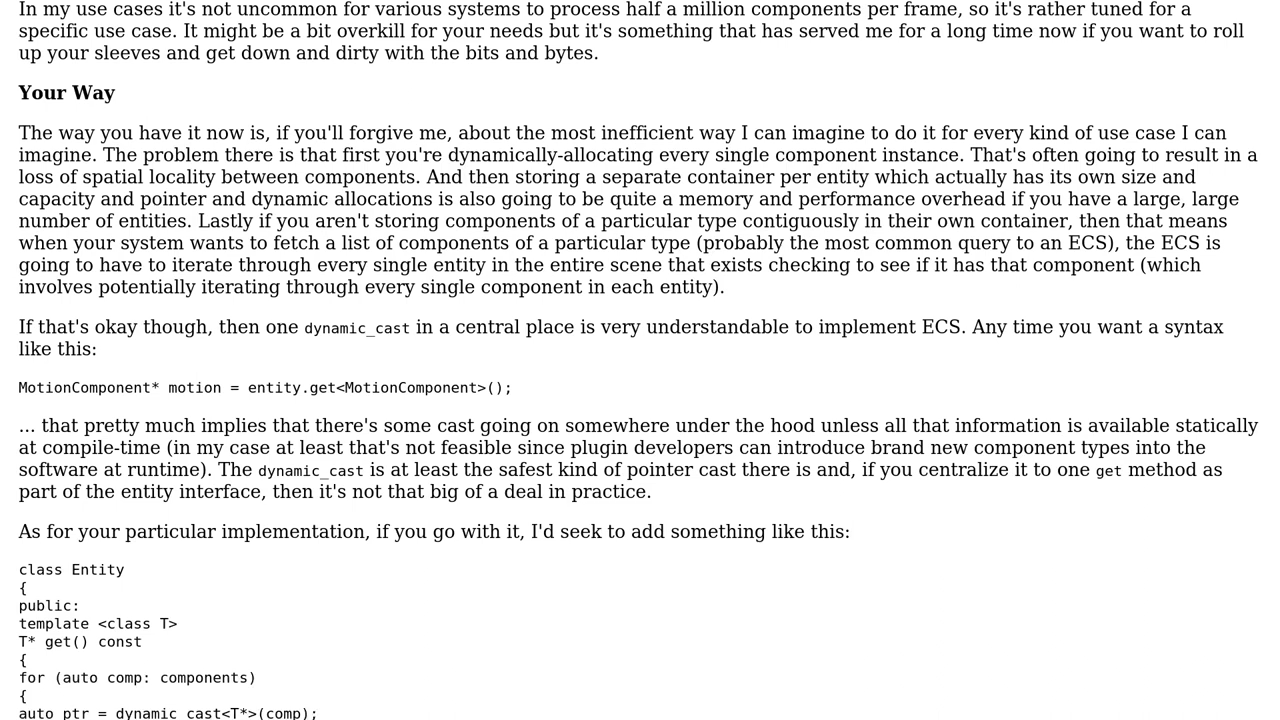 In my use cases it's not uncommon for various systems to process half a million components per frame, so it's rather tuned for a
specific use case. It might be a bit overkill for your needs but it's something that has served me for a long time now if you want to roll
up your sleeves and get down and dirty with the bits and bytes.
Your Way
The way you have it now is, if you'll forgive me, about the most inefficient way I can imagine to do it for every kind of use case I can
imagine. The problem there is that first you're dynamically-allocating every single component instance. That's often going to result in a
loss of spatial locality between components. And then storing a separate container per entity which actually has its own size and
capacity and pointer and dynamic allocations is also going to be quite a memory and performance overhead if you have a large, large
number of entities. Lastly if you aren't storing components of a particular type contiguously in their own container, then that means
when your system wants to fetch a list of components of a particular type (probably the most common query to an ECS), the ECS is
going to have to iterate through every single entity in the entire scene that exists checking to see if it has that component (which
involves potentially iterating through every single component in each entity).
If that's okay though, then one dynamic_cast in a central place is very understandable to implement ECS. Any time you want a syntax
like this:
MotionComponent* motion = entity.get<MotionComponent>();
... that pretty much implies that there's some cast going on somewhere under the hood unless all that information is available statically
at compile-time (in my case at least that's not feasible since plugin developers can introduce brand new component types into the
software at runtime). The dynamic_cast is at least the safest kind of pointer cast there is and, if you centralize it to one get method as
part of the entity interface, then it's not that big of a deal in practice.
As for your particular implementation, if you go with it, I'd seek to add something like this:
class Entity
{
public:
template <class T>
T* get() const
{
for (auto comp: components)
{
auto ptr = dynamic_cast<T*>(comp);